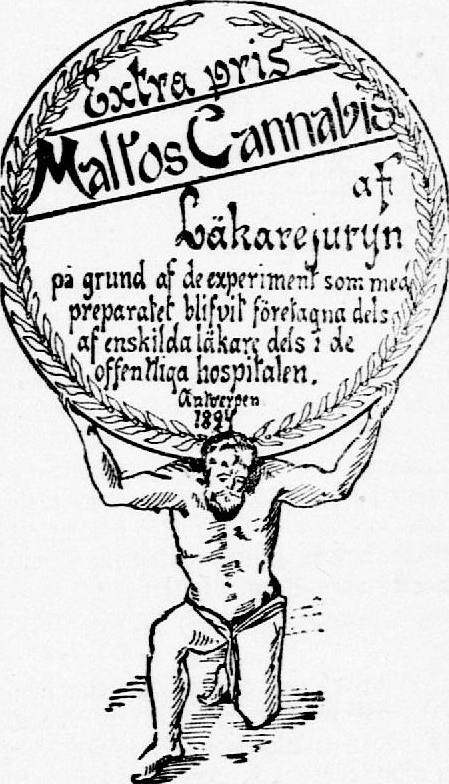 Extra pris
Maltos Cannabis
af
Läkarejuryn
på grund af de experiment som med
preparatet blifvit företagna dels
af enskilda läkare dels i de
offentliga hospitalen.
Antwerpen
1894